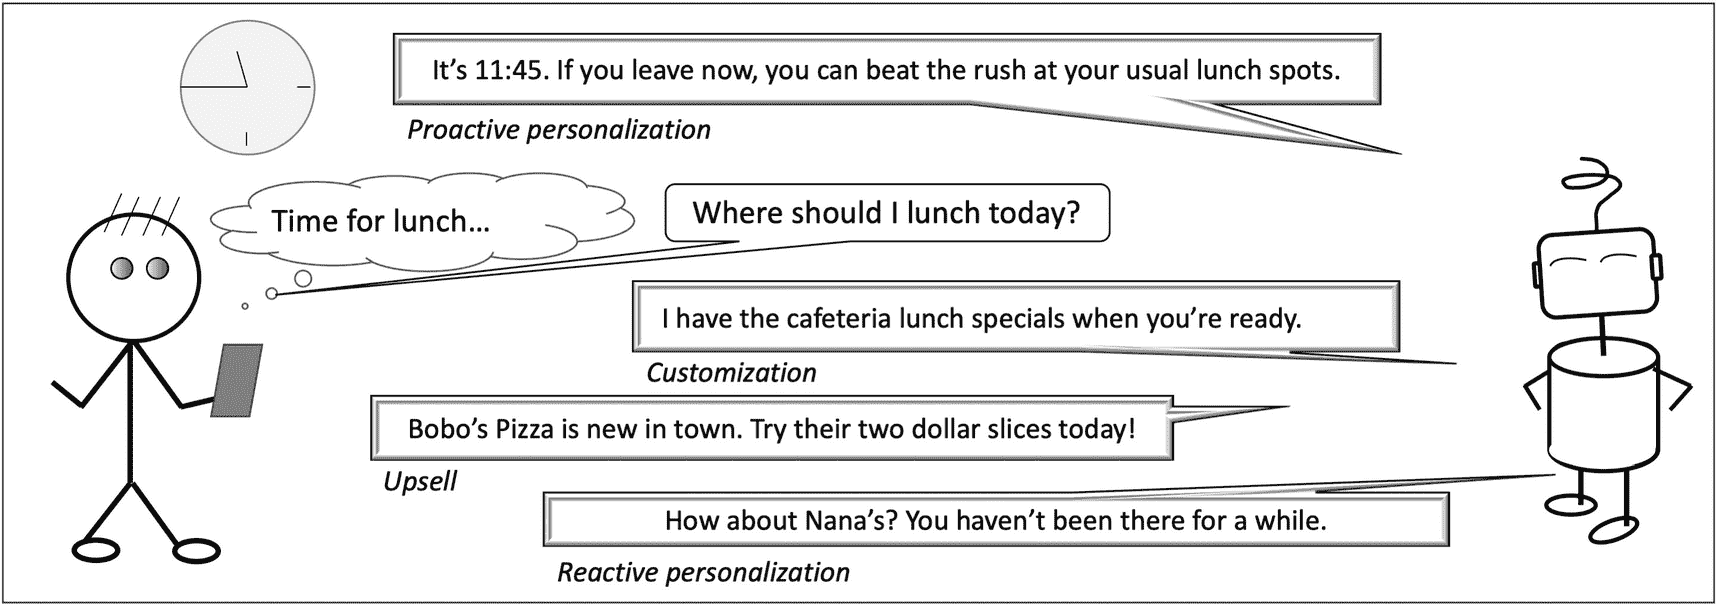 It’s 11:45. If you leave now, you can beat the rush at your usual lunch spots.
Proactive personalization
Time for lunch...
Where should I lunch today?
I have the cafeteria lunch specials when you’re ready.
Customization
Bobo’s Pizza is new in town. Try their two dollar slices today!
Upsell
How about Nana’s? You haven’t been there for a while.
Reactive personalization